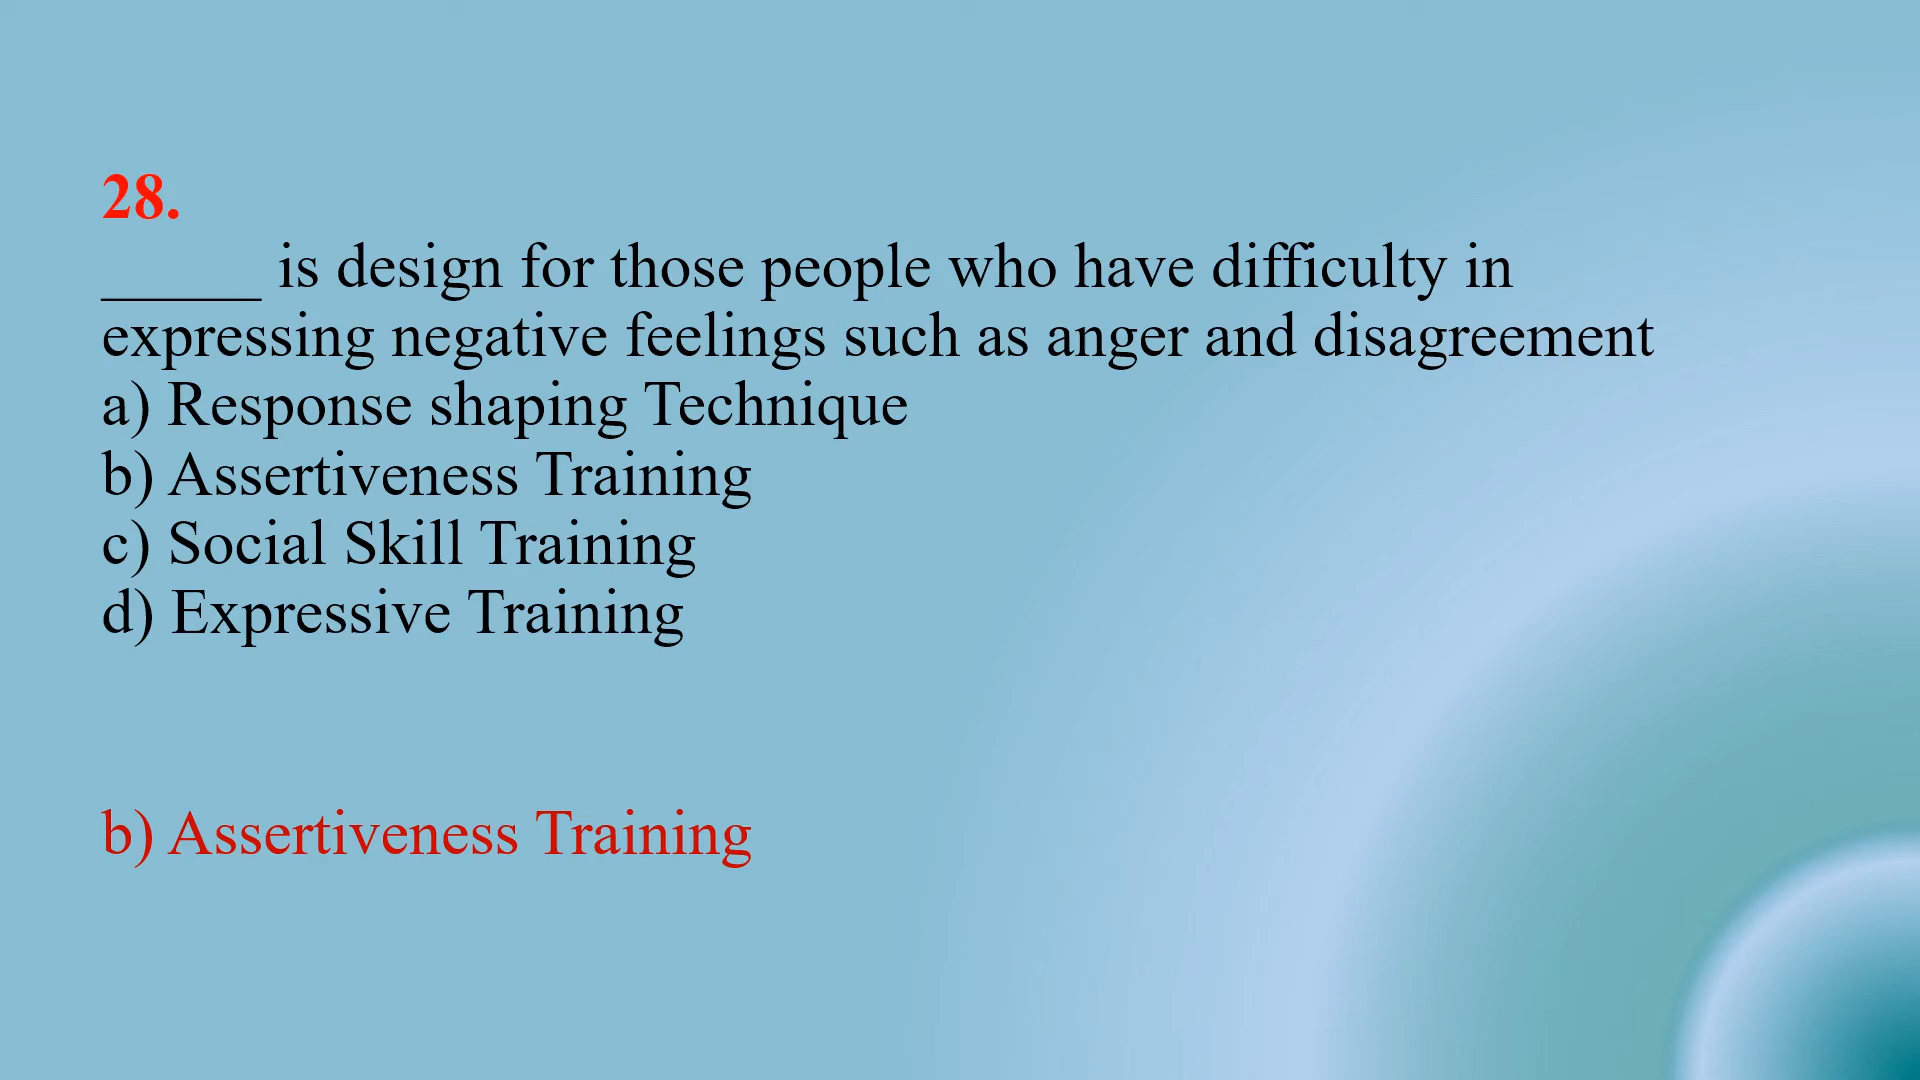 28.
_____ is design for those people who have difficulty in
expressing negative feelings such as anger and disagreement
a) Response shaping Technique
b) Assertiveness Training
c) Social Skill Training
d) Expressive Training
b) Assertiveness Training